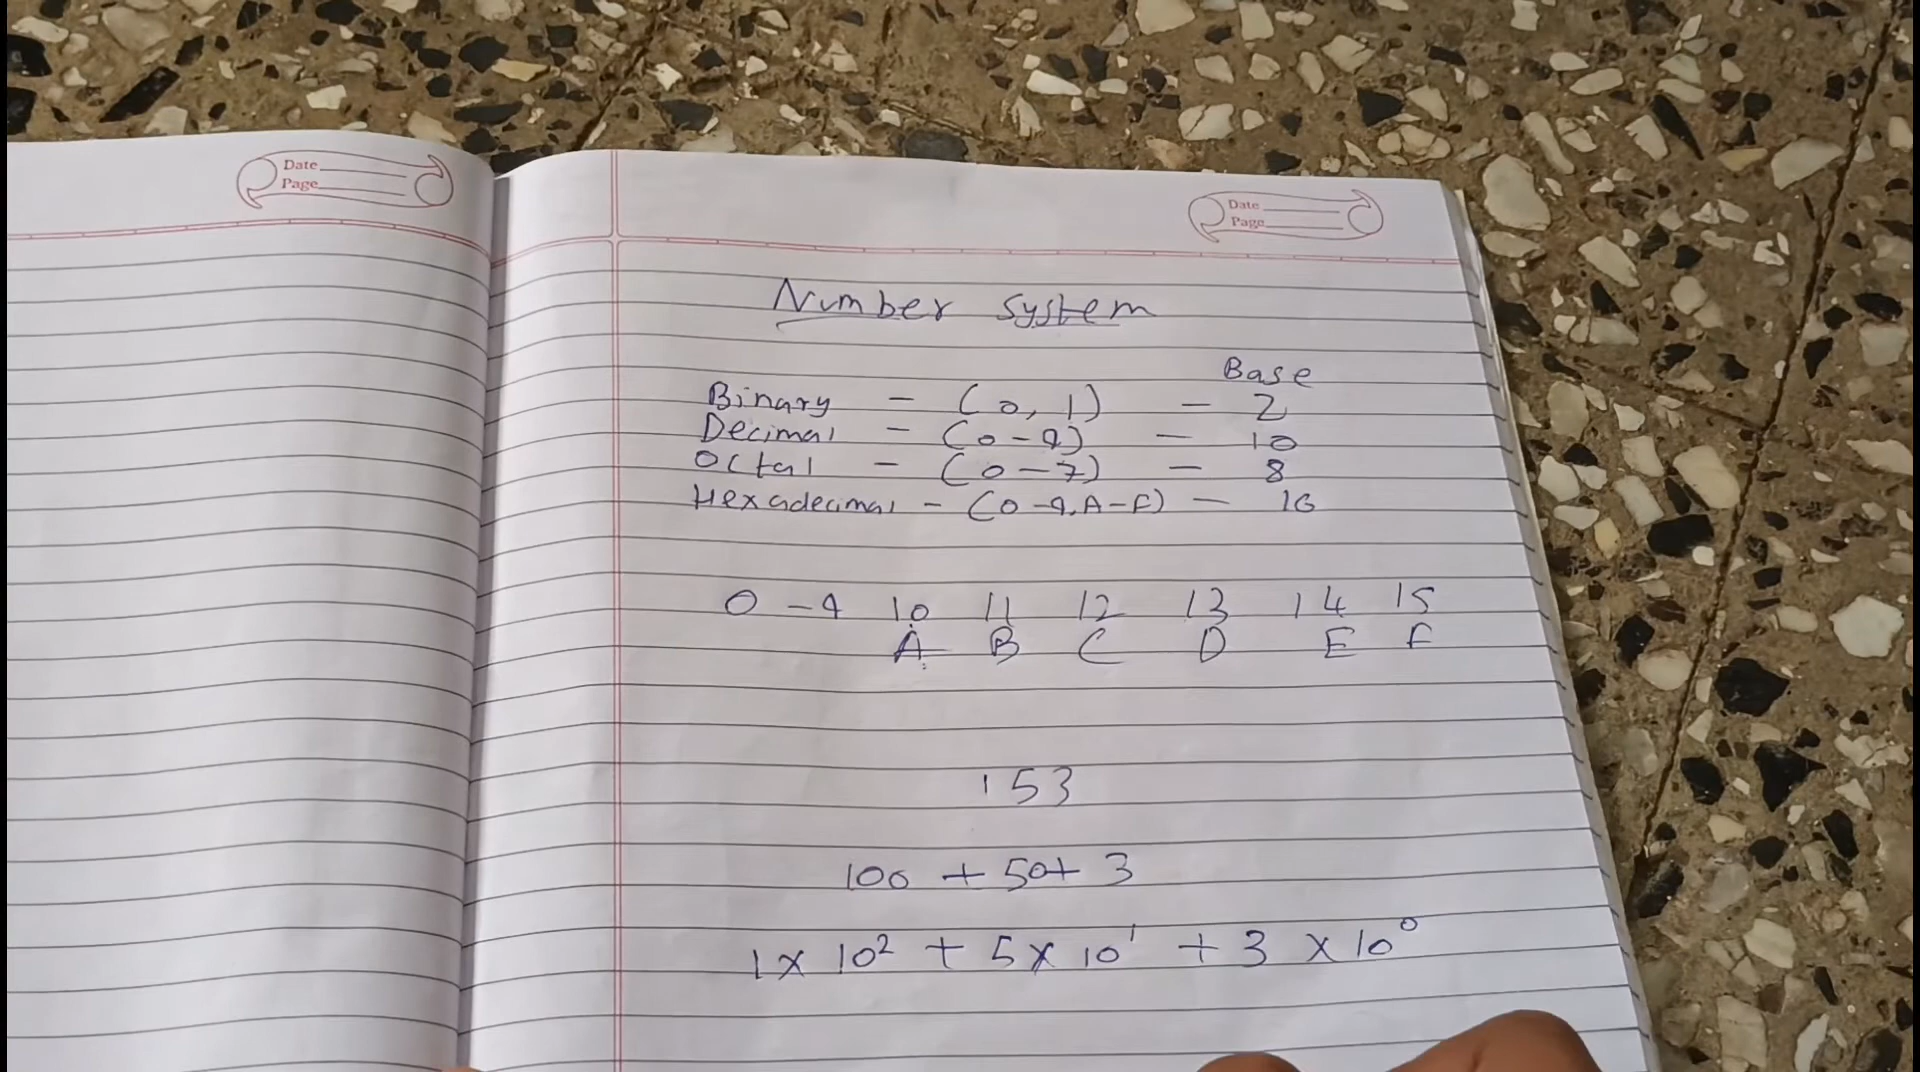 Date
Page
Date
Page
Number System
Base
Binary - (0, 1) - 2
Decimal - (0-9) - 10
Octal - (0-7) - 8
Hexadecimal - (0-9,A-F) - 16
0-9 10 11 12 13 14 15
A B C D E F
153
100 + 50+ 3
1 x 10² + 5 x 10¹ + 3 x 10⁰